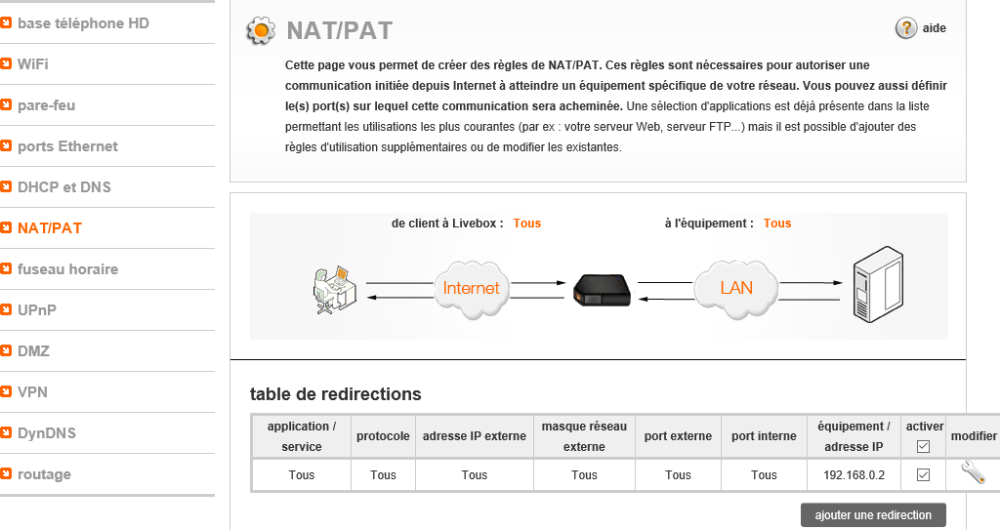 base téléphone HD
WiFi
pare-feu
ports Ethernet
DHCP et DNS
NAT/PAT
fuseau horaire
UPnP
DMZ
VPN
DynDNS
routage
NAT/PAT
aide
Cette page vous permet de créer des règles de NAT/PAT. Ces règles sont nécessaires pour autoriser une
communication initiée depuis Internet à atteindre un équipement spécifique de votre réseau. Vous pouvez aussi définir
le(s) port(s) sur lequel cette communication sera acheminée. Une sélection d'applications est déjà présente dans la liste
permettant les utilisations les plus courantes (par ex : votre serveur Web, serveur FTP...) mais il est possible d'ajouter des
règles d'utilisation supplémentaires ou de modifier les existantes.
de client à Livebox : Tous
à l'équipement : Tous
Internet
LAN
table de redirections
application / service
protocole
adresse IP externe
masque réseau externe
port externe
port interne
équipement / adresse IP
activer
modifier
Tous Tous Tous Tous Tous Tous 192.168.0.2
ajouter une redirection